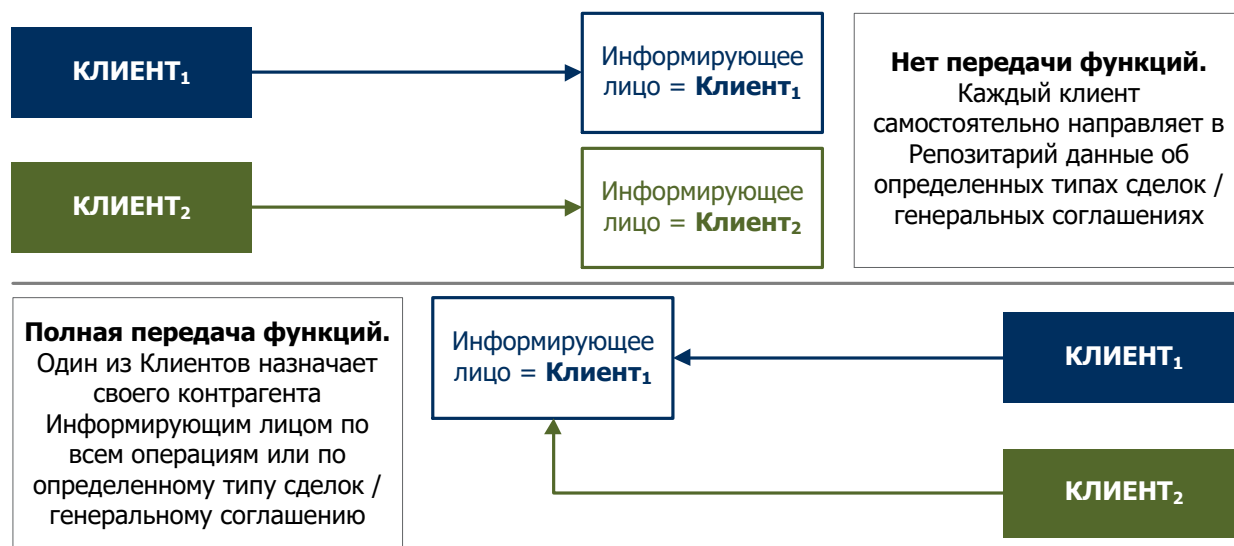 КЛИЕНТ₁
Информирующее
лицо = Клиент₁
КЛИЕНТ₂
Информирующее
лицо = Клиент₂
Нет передачи функций.
Каждый клиент
самостоятельно направляет в
Репозитарий данные об
определенных типах сделок /
генеральных соглашениях
Полная передача функций.
Один из Клиентов назначает
своего контрагента
Информирующим лицом по
всем операциям или по
определенному типу сделок /
генеральному соглашению
Информирующее
лицо = Клиент₁
КЛИЕНТ₁
КЛИЕНТ₂